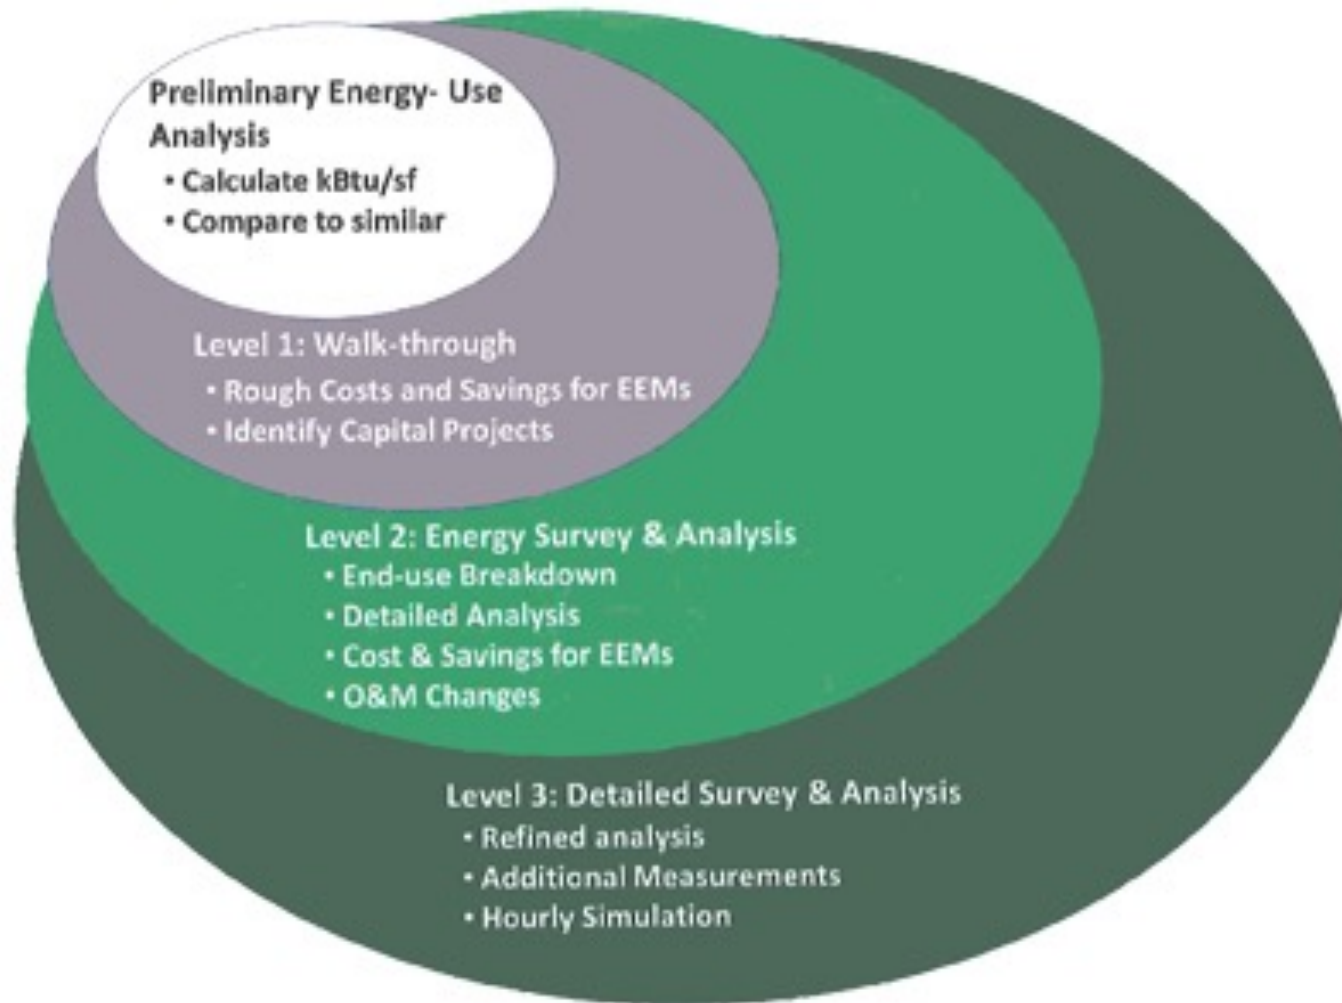 Preliminary Energy- Use
Analysis
• Calculate kBtu/sf
• Compare to similar
Level 1: Walk-through
• Rough Costs and Savings for EEMs
• Identify Capital Projects
Level 2: Energy Survey & Analysis
• End-use Breakdown
• Detailed Analysis
• Cost & Savings for EEMs
• O&M Changes
Level 3: Detailed Survey & Analysis
• Refined analysis
• Additional Measurements
• Hourly Simulation